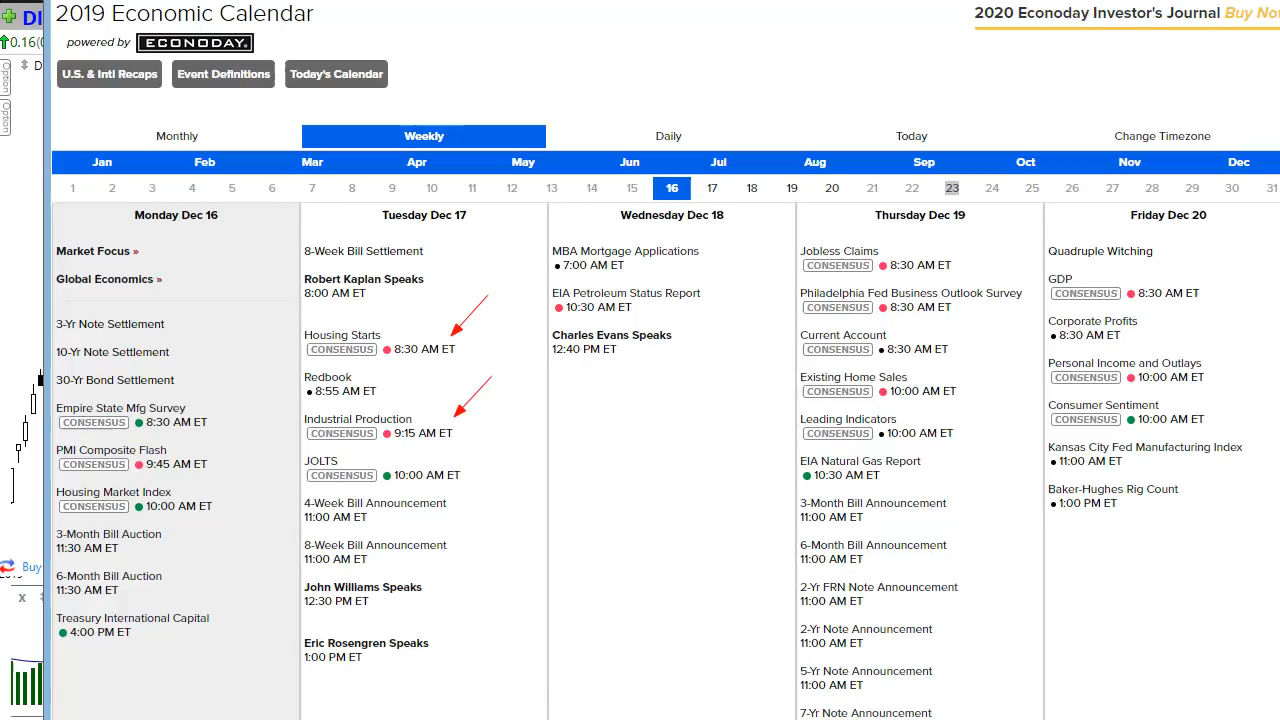 DI
0.16(
D
Option
Option
Buy
X
2019 Economic Calendar
2020 Econoday Investor's Journal Buy Now
powered by ECONODAY.
U.S. & Intl Recaps Event Definitions Today's Calendar
Monthly Weekly Daily Today Change Timezone
Jan Feb Mar Apr May Jun Jul Aug Sep Oct Nov Dec
1 2 3 4 5 6 7 8 9 10 11 12 13 14 15 16 17 18 19 20 21 22 23 24 25 26 27 28 29 30 31
Monday Dec 16
Market Focus »
Global Economics »
3-Yr Note Settlement
10-Yr Note Settlement
30-Yr Bond Settlement
Empire State Mfg Survey
CONSENSUS 8:30 AM ET
PMI Composite Flash
CONSENSUS 9:45 AM ET
Housing Market Index
CONSENSUS 10:00 AM ET
3-Month Bill Auction
11:30 AM ET
6-Month Bill Auction
11:30 AM ET
Treasury International Capital
4:00 PM ET
Tuesday Dec 17
8-Week Bill Settlement
Robert Kaplan Speaks
8:00 AM ET
Housing Starts
CONSENSUS 8:30 AM ET
Redbook
8:55 AM ET
Industrial Production
CONSENSUS 9:15 AM ET
JOLTS
CONSENSUS 10:00 AM ET
4-Week Bill Announcement
11:00 AM ET
8-Week Bill Announcement
11:00 AM ET
John Williams Speaks
12:30 PM ET
Eric Rosengren Speaks
1:00 PM ET
Wednesday Dec 18
MBA Mortgage Applications
7:00 AM ET
EIA Petroleum Status Report
10:30 AM ET
Charles Evans Speaks
12:40 PM ET
Thursday Dec 19
Jobless Claims
CONSENSUS 8:30 AM ET
Philadelphia Fed Business Outlook Survey
CONSENSUS 8:30 AM ET
Current Account
CONSENSUS 8:30 AM ET
Existing Home Sales
CONSENSUS 10:00 AM ET
Leading Indicators
CONSENSUS 10:00 AM ET
EIA Natural Gas Report
10:30 AM ET
3-Month Bill Announcement
11:00 AM ET
6-Month Bill Announcement
11:00 AM ET
2-Yr FRN Note Announcement
11:00 AM ET
2-Yr Note Announcement
11:00 AM ET
5-Yr Note Announcement
11:00 AM ET
7-Yr Note Announcement
Friday Dec 20
Quadruple Witching
GDP
CONSENSUS 8:30 AM ET
Corporate Profits
8:30 AM ET
Personal Income and Outlays
CONSENSUS 10:00 AM ET
Consumer Sentiment
CONSENSUS 10:00 AM ET
Kansas City Fed Manufacturing Index
11:00 AM ET
Baker-Hughes Rig Count
1:00 PM ET